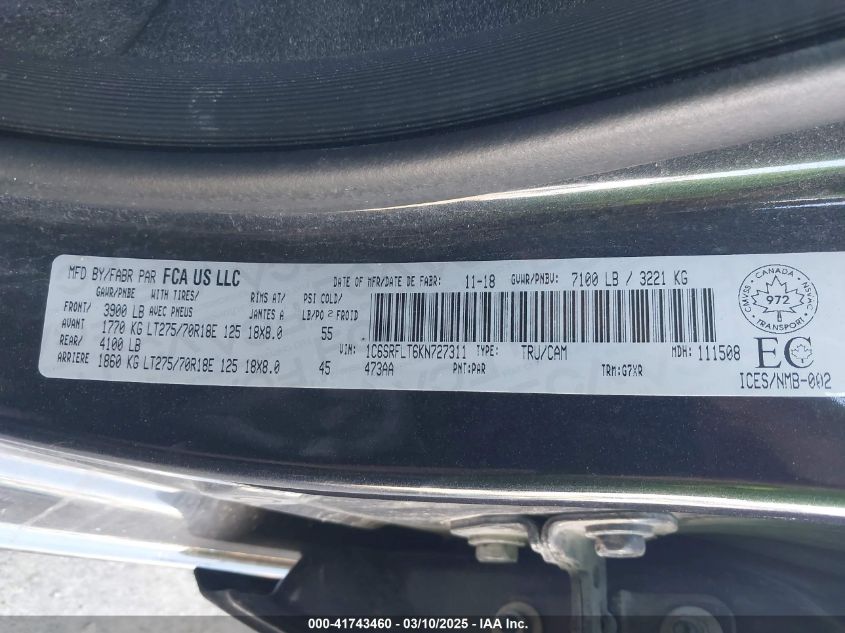 MFD BY/FABR PAR FCA US LLC
DATE OF MFR/DATE DE FABR: 11-18 GVWR/PNBV: 7100 LB / 3221 KG
GAWR/PNBE WITH TIRES/ RIMS AT/ PSI COLD/
FRONT/ 3900 LB AVEC PNEUS JANTES A LB/PO 2 FROID
AVANT 1770 KG LT275/70R18E 125 18X8.0 55
REAR/ 4100 LB
VIN: 1C6SRFLT6KN727311 TYPE: TRU/CAM MDH: 111508
ARRIERE 1860 KG LT275/70R18E 125 18X8.0 45
473AA PNT:PAR TRM:G7XR
CANADA
CMVSS NSVAC
972
TRANSPORT
EC
ICES/NMB-002
000-41743460 - 03/10/2025 - IAA Inc.